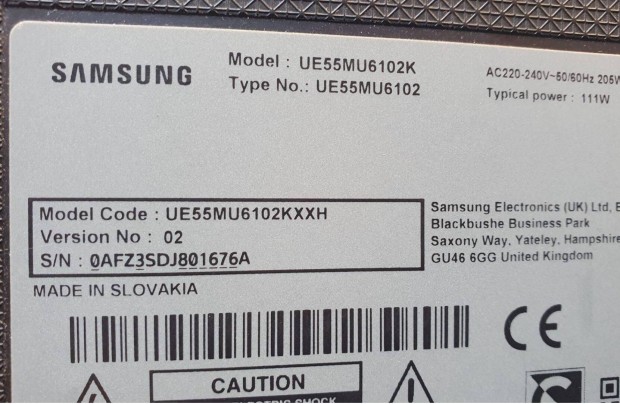 SAMSUNG
Model : UE55MU6102K
Type No.: UE55MU6102
AC220-240V~50/60Hz 205W
Typical power : 111W
Model Code : UE55MU6102KXXH
Version No : 02
S/N : 0AFZ3SDJ801676A
Samsung Electronics (UK) Ltd, E
Blackbushe Business Park
Saxony Way, Yateley, Hampshire
GU46 6GG United Kingdom
MADE IN SLOVAKIA
CE
CAUTION
ELECTRIC SHOCK